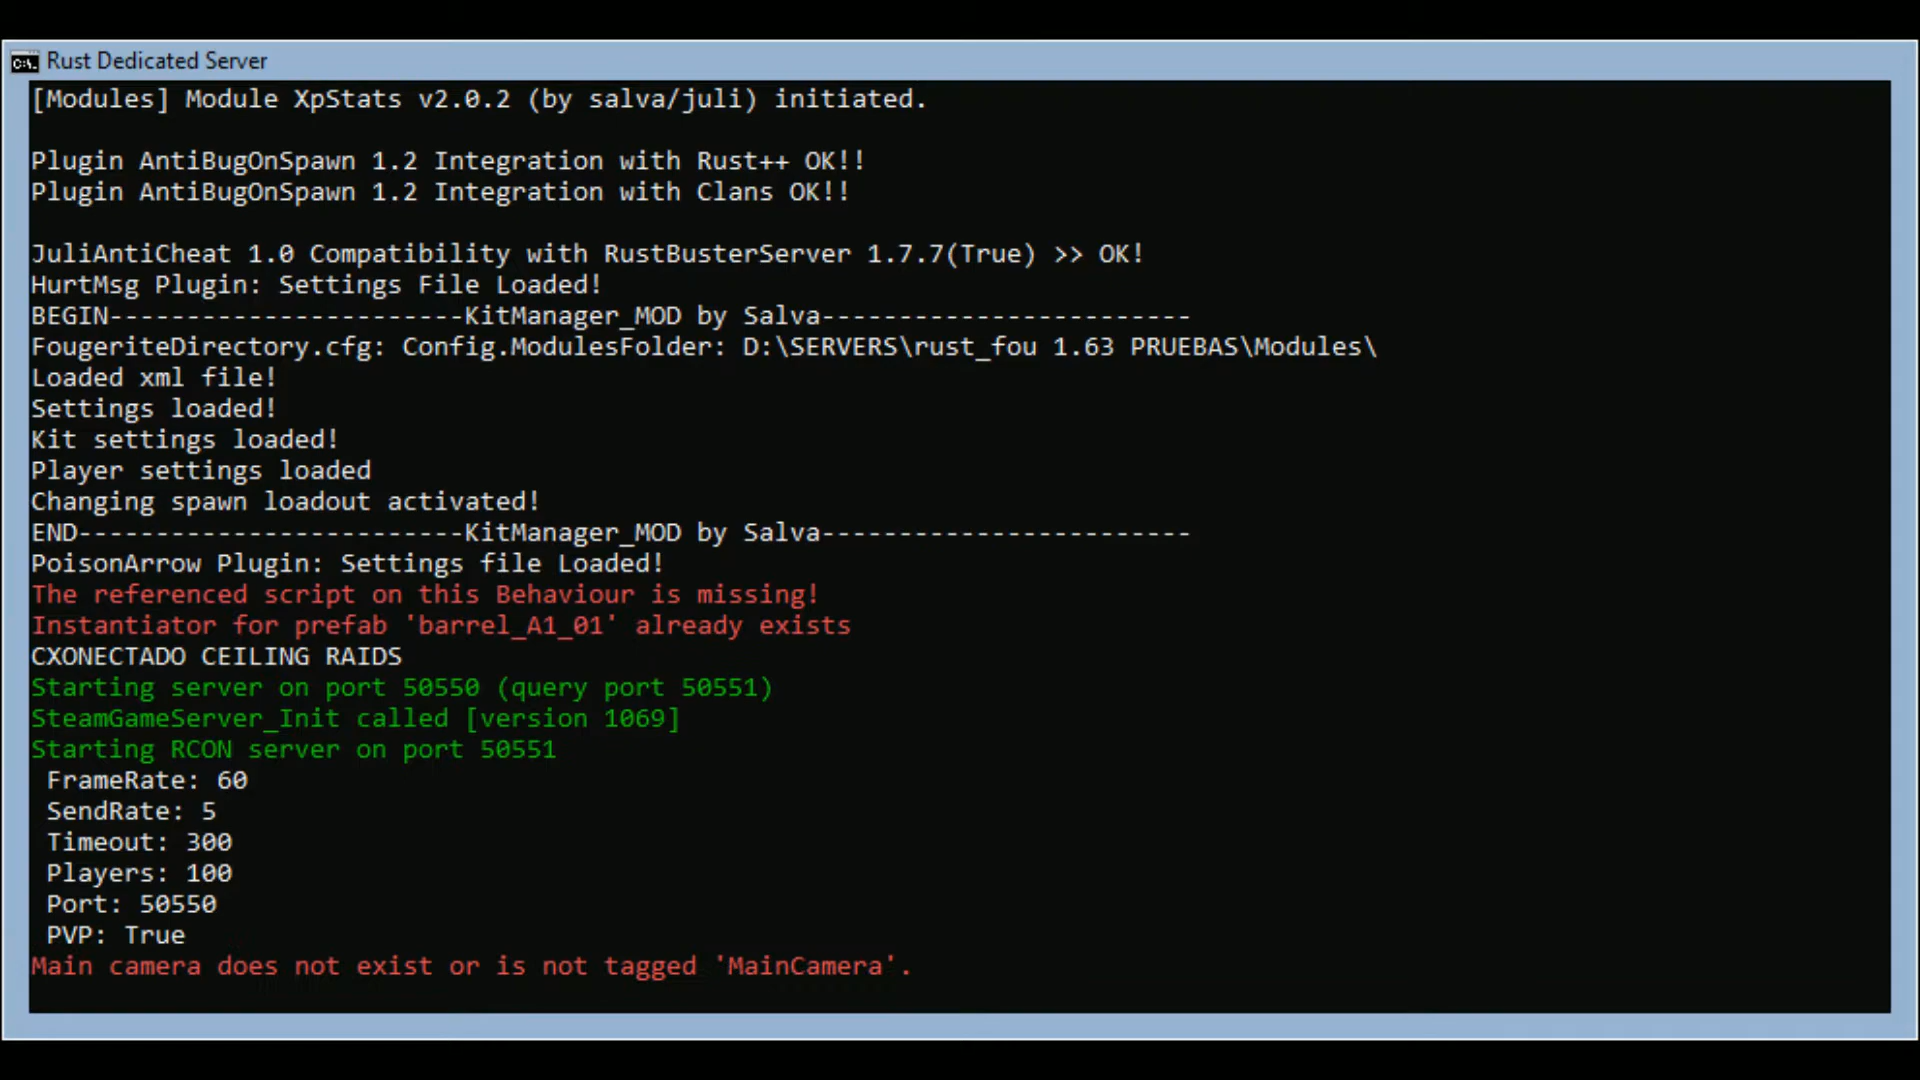 Rust Dedicated Server
[Modules] Module XpStats v2.0.2 (by salva/juli) initiated.
Plugin AntiBugOnSpawn 1.2 Integration with Rust++ OK!!
Plugin AntiBugOnSpawn 1.2 Integration with Clans OK!!
JuliAntiCheat 1.0 Compatibility with RustBusterServer 1.7.7(True) >> OK!
HurtMsg Plugin: Settings File Loaded!
BEGIN-----------------------KitManager_MOD by Salva------------------------
FougeriteDirectory.cfg: Config.ModulesFolder: D:\SERVERS\rust_fou 1.63 PRUEBAS\Modules\
Loaded xml file!
Settings loaded!
Kit settings loaded!
Player settings loaded
Changing spawn loadout activated!
END-------------------------KitManager_MOD by Salva------------------------
PoisonArrow Plugin: Settings file Loaded!
The referenced script on this Behaviour is missing!
Instantiator for prefab 'barrel_A1_01' already exists
CXONECTADO CEILING RAIDS
Starting server on port 50550 (query port 50551)
SteamGameServer_Init called [version 1069]
Starting RCON server on port 50551
FrameRate: 60
SendRate: 5
Timeout: 300
Players: 100
Port: 50550
PVP: True
Main camera does not exist or is not tagged 'MainCamera'.